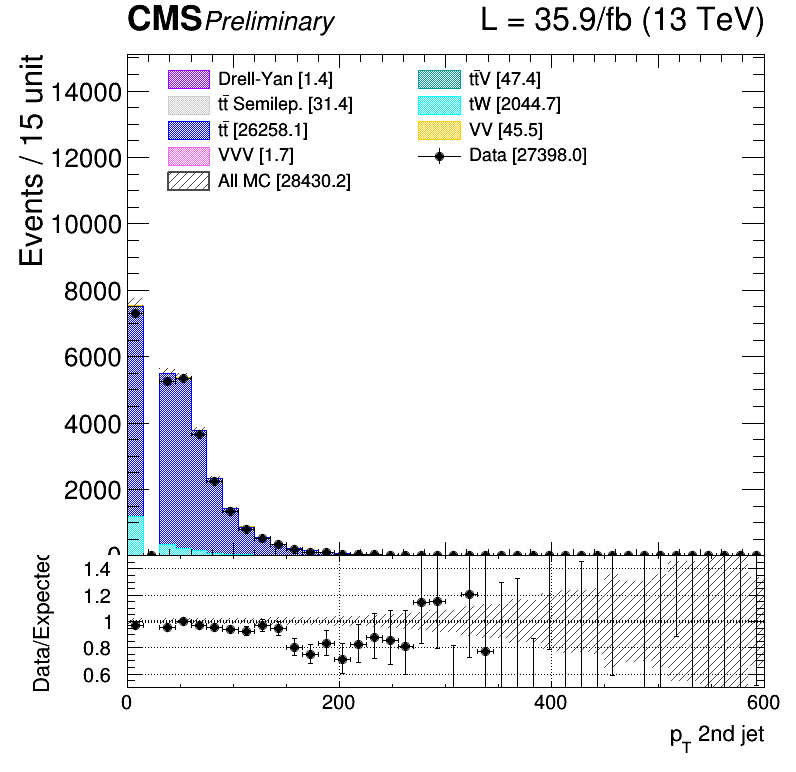 CMS Preliminary L = 35.9/fb (13 TeV)
Events / 15 unit
14000
12000
10000
8000
6000
4000
2000
0
Drell-Yan [1.4]
tt̄ Semilep. [31.4]
tt̄ [26258.1]
VVV [1.7]
All MC [28430.2]
tt̄V [47.4]
tW [2044.7]
VV [45.5]
Data [27398.0]
Data/Expected
1.4
1.2
1
0.8
0.6
0 200 400 600
p_T 2nd jet